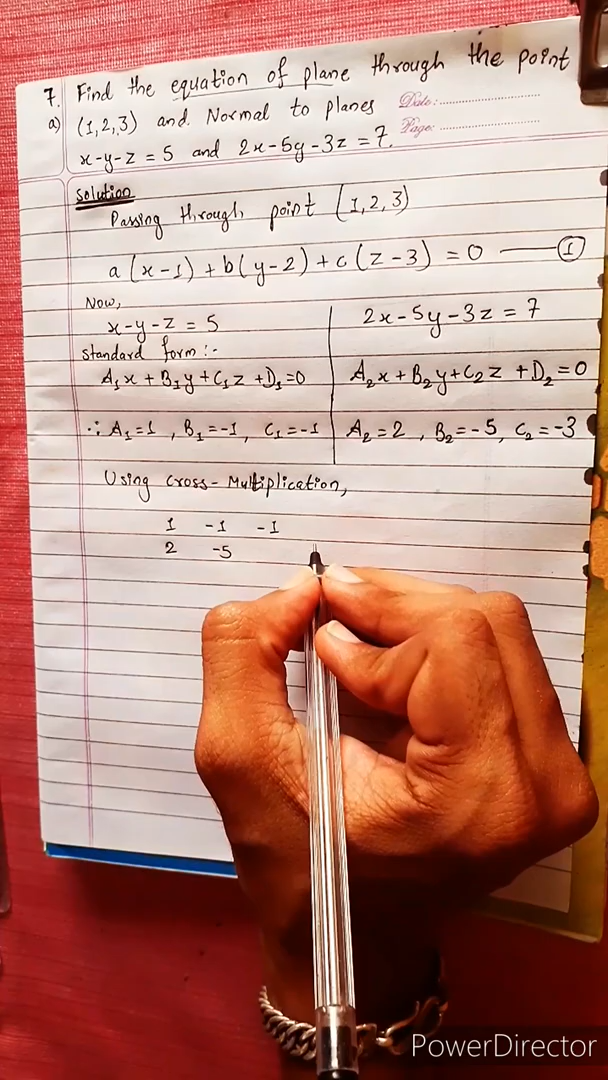 7. Find the equation of plane through the point
a) (1,2,3) and Normal to planes
Date:
x-y-z = 5 and 2x-5y-3z = 7.
Page:
Solution
Passing through point (1,2,3)
a(x-1) + b(y-2) + c(z-3) = 0 —— ①
Now,
x-y-z = 5
2x-5y-3z = 7
Standard form:-
A₁x + B₁y + C₁z + D₁ = 0
A₂x + B₂y + C₂z + D₂ = 0
∴ A₁=1, B₁=-1, C₁=-1
A₂=2, B₂=-5, C₂=-3
Using Cross-Multiplication,
1 -1 -1
2 -5
PowerDirector